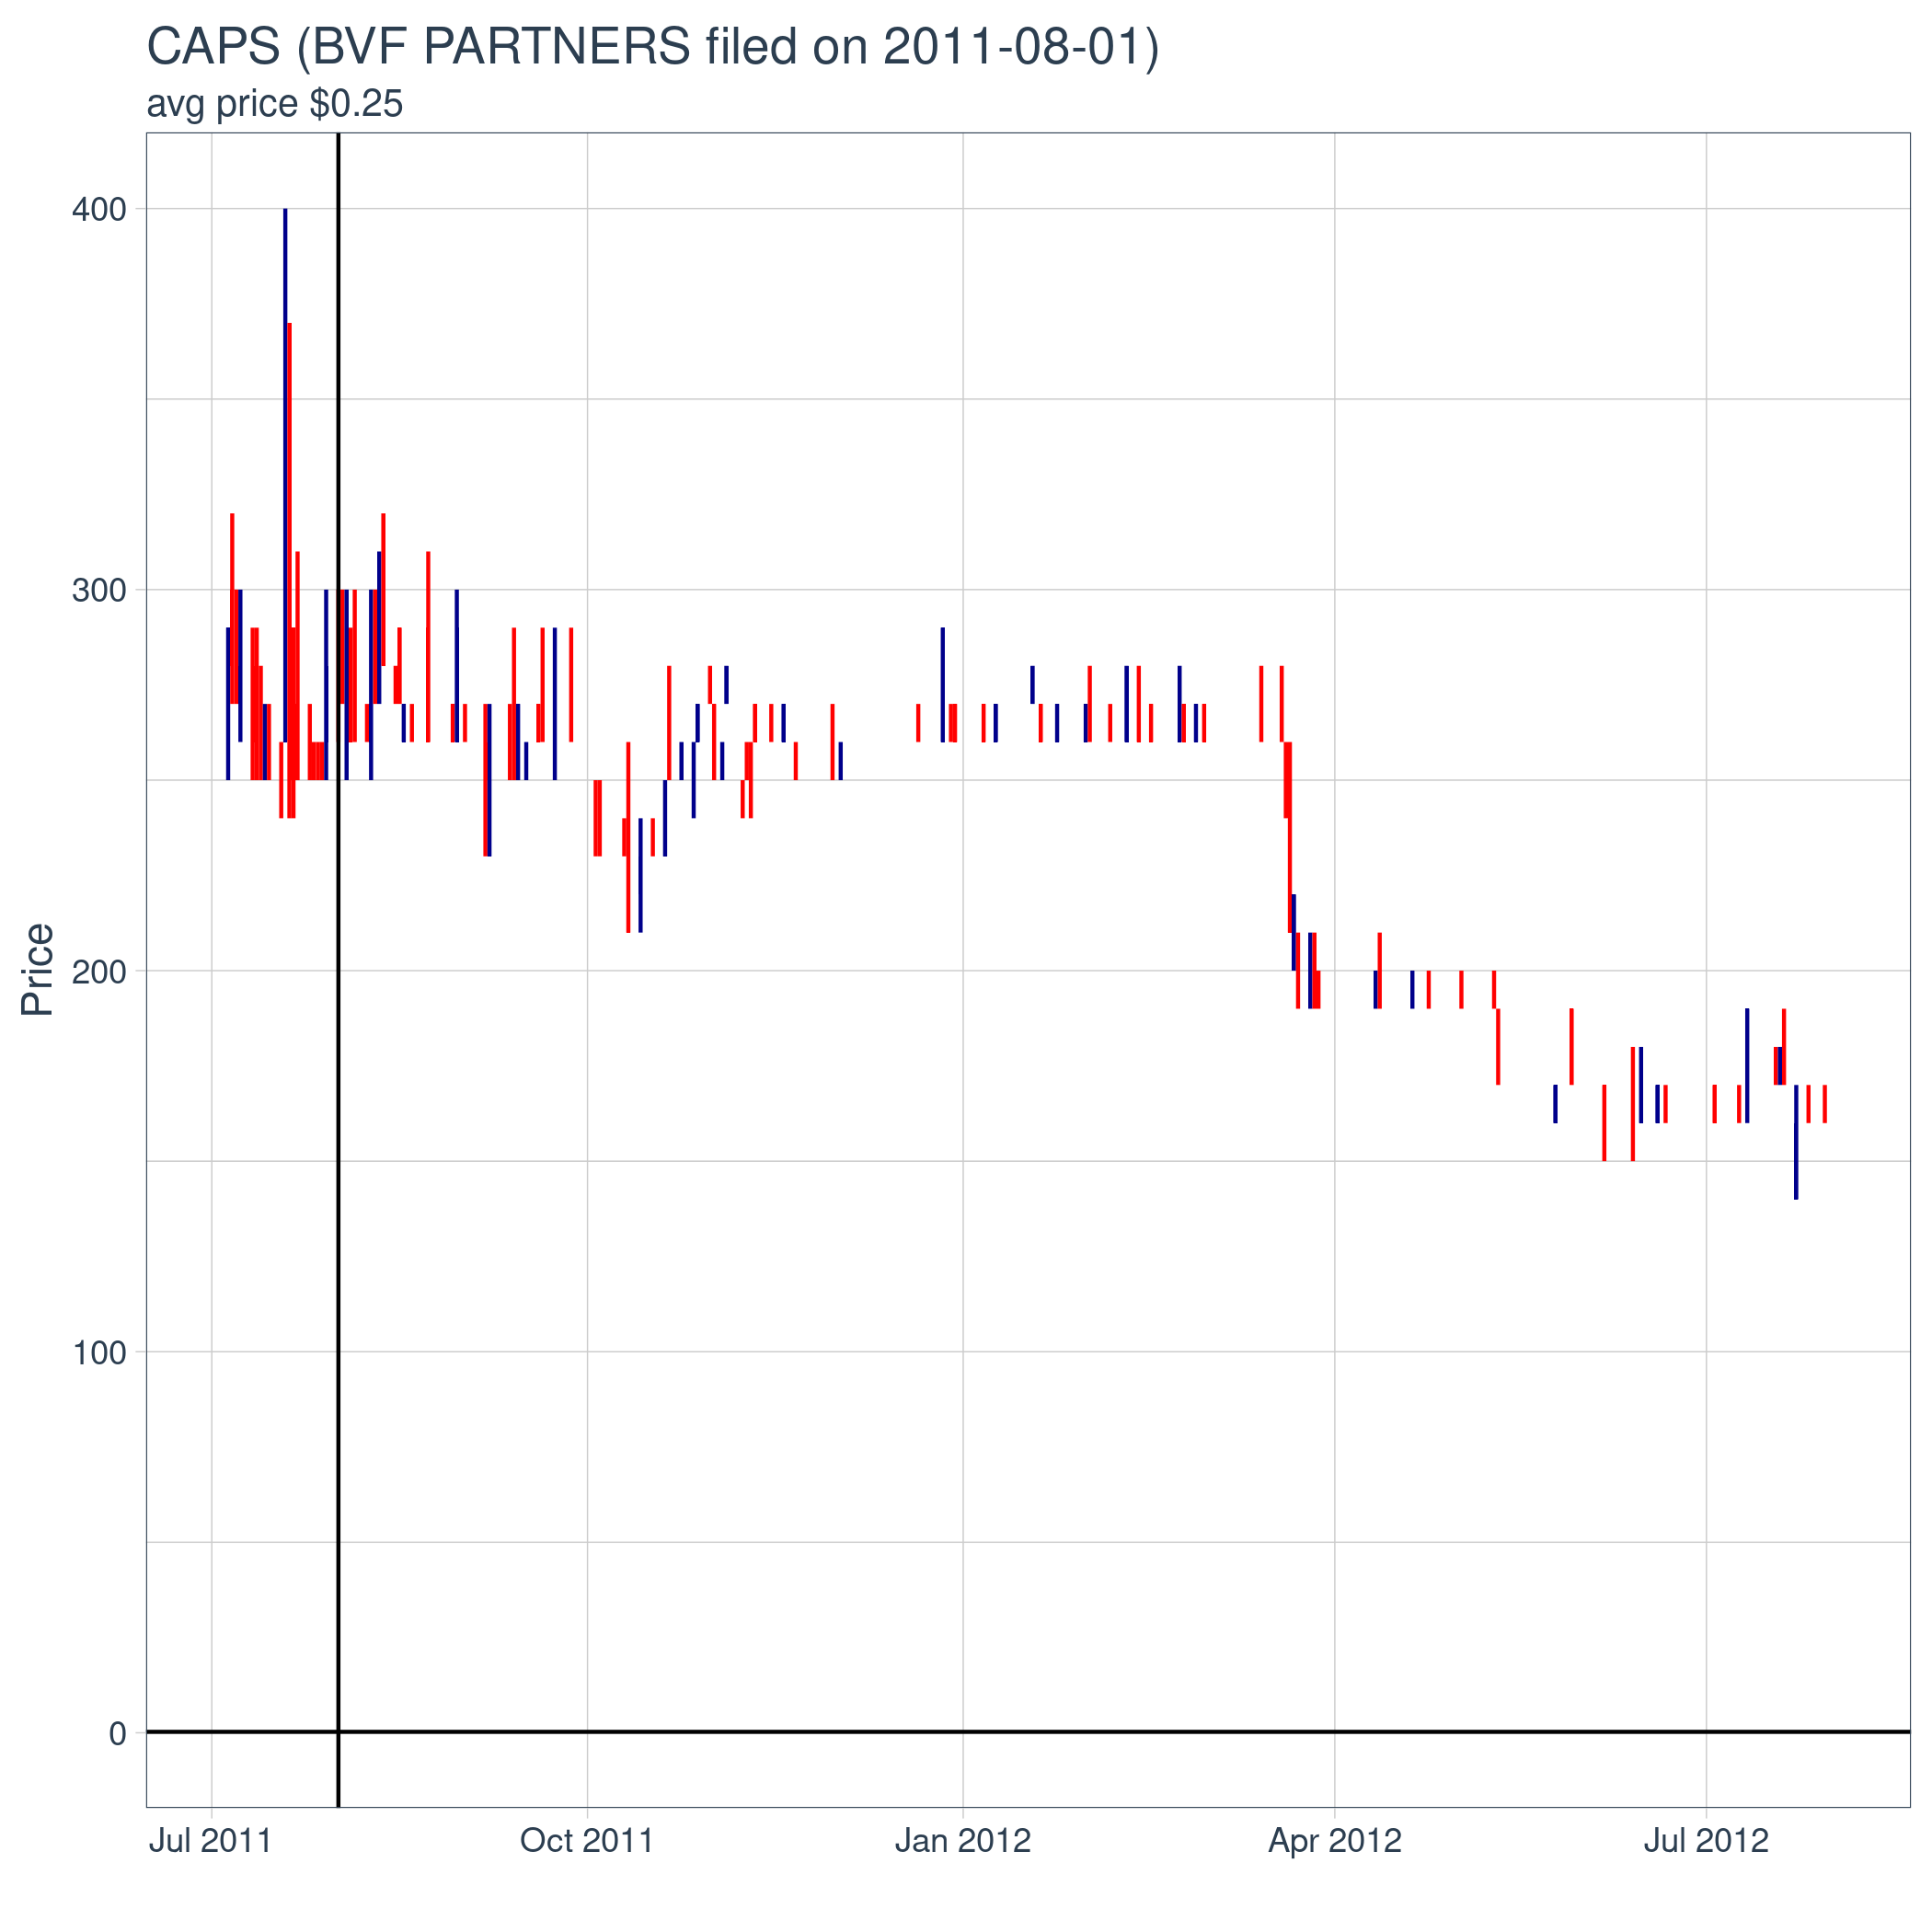 CAPS (BVF PARTNERS filed on 2011-08-01)
avg price $0.25
Price
400
300
200
100
0
Jul 2011
Oct 2011
Jan 2012
Apr 2012
Jul 2012